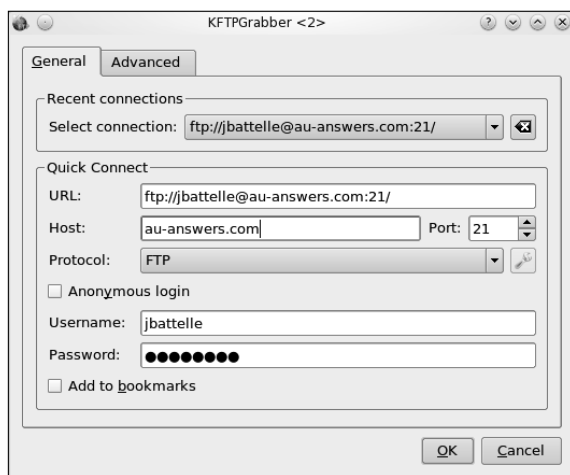 KFTPGrabber <2>
General Advanced
Recent connections
Select connection: ftp://jbattelle@au-answers.com:21/
Quick Connect
URL: ftp://jbattelle@au-answers.com:21/
Host: au-answers.com Port: 21
Protocol: FTP
Anonymous login
Username: jbattelle
Password: ●●●●●●●●
Add to bookmarks
OK Cancel